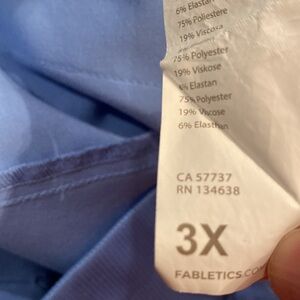 6% Elastan
75% Poliestere
19% Viscosa
75% Polyester
19% Viskose
6% Elastan
75% Polyester
19% Viscose
6% Elasthan
CA 57737
RN 134638
3X
FABLETICS.COM